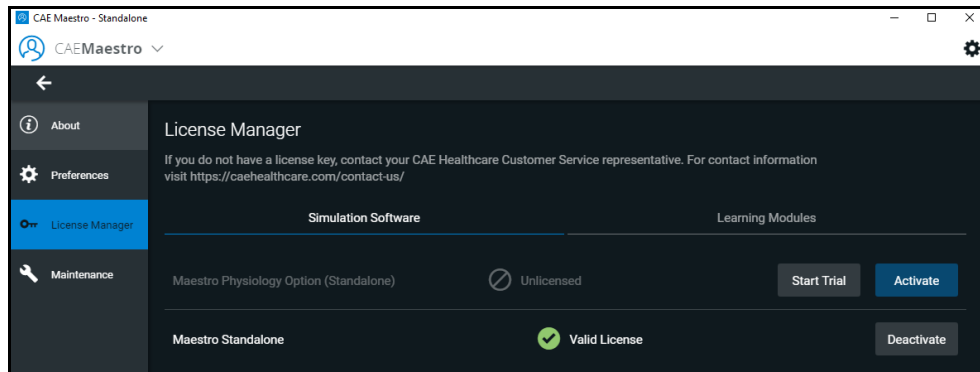 CAE Maestro - Standalone
CAEMaestro
About
License Manager
If you do not have a license key, contact your CAE Healthcare Customer Service representative. For contact information
visit https://caehealthcare.com/contact-us/
Preferences
License Manager
Simulation Software Learning Modules
Maintenance
Maestro Physiology Option (Standalone) Unlicensed Start Trial Activate
Maestro Standalone Valid License Deactivate